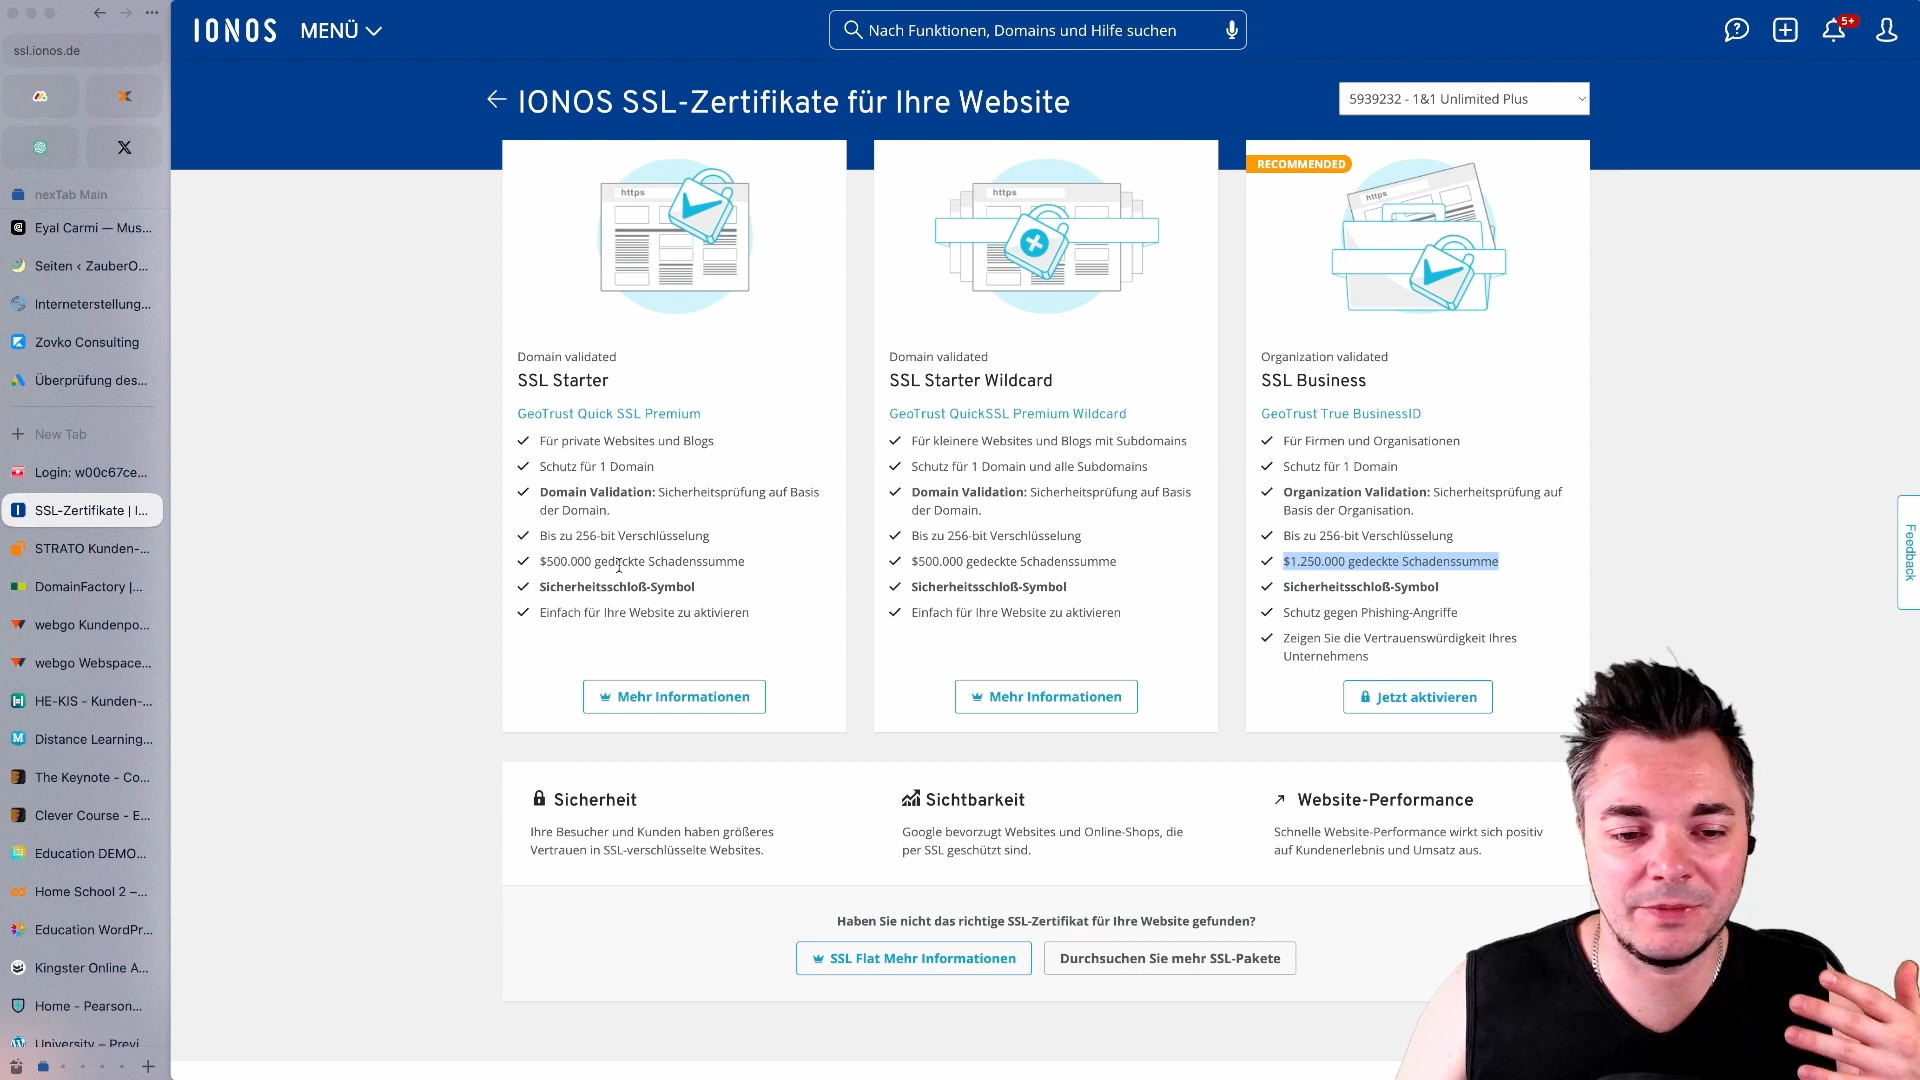 ssl.ionos.de
nexTab Main
Eyal Carmi — Mus...
Seiten ‹ ZauberO...
Interneterstellung...
Zovko Consulting
Überprüfung des...
New Tab
Login: w00c67ce...
SSL-Zertifikate | I...
STRATO Kunden-...
DomainFactory |...
webgo Kundenpo...
webgo Webspace...
HE-KIS - Kunden-...
Distance Learning...
The Keynote - Co...
Clever Course - E...
Education DEMO...
Home School 2 –...
Education WordPr...
Kingster Online A...
Home - Pearson...
University – Previ
IONOS MENÜ
Nach Funktionen, Domains und Hilfe suchen
5+
IONOS SSL-Zertifikate für Ihre Website
5939232 - 1&1 Unlimited Plus
https
Domain validated
SSL Starter
GeoTrust Quick SSL Premium
Für private Websites und Blogs
Schutz für 1 Domain
Domain Validation: Sicherheitsprüfung auf Basis
der Domain.
Bis zu 256-bit Verschlüsselung
$500.000 gedeckte Schadenssumme
Sicherheitsschloß-Symbol
Einfach für Ihre Website zu aktivieren
Mehr Informationen
https
Domain validated
SSL Starter Wildcard
GeoTrust QuickSSL Premium Wildcard
Für kleinere Websites und Blogs mit Subdomains
Schutz für 1 Domain und alle Subdomains
Domain Validation: Sicherheitsprüfung auf Basis
der Domain.
Bis zu 256-bit Verschlüsselung
$500.000 gedeckte Schadenssumme
Sicherheitsschloß-Symbol
Einfach für Ihre Website zu aktivieren
Mehr Informationen
RECOMMENDED
https
Organization validated
SSL Business
GeoTrust True BusinessID
Für Firmen und Organisationen
Schutz für 1 Domain
Organization Validation: Sicherheitsprüfung auf
Basis der Organisation.
Bis zu 256-bit Verschlüsselung
$1.250.000 gedeckte Schadenssumme
Sicherheitsschloß-Symbol
Schutz gegen Phishing-Angriffe
Zeigen Sie die Vertrauenswürdigkeit Ihres
Unternehmens
Jetzt aktivieren
Feedback
Sicherheit
Ihre Besucher und Kunden haben größeres
Vertrauen in SSL-verschlüsselte Websites.
Sichtbarkeit
Google bevorzugt Websites und Online-Shops, die
per SSL geschützt sind.
Website-Performance
Schnelle Website-Performance wirkt sich positiv
auf Kundenerlebnis und Umsatz aus.
Haben Sie nicht das richtige SSL-Zertifikat für Ihre Website gefunden?
SSL Flat Mehr Informationen
Durchsuchen Sie mehr SSL-Pakete